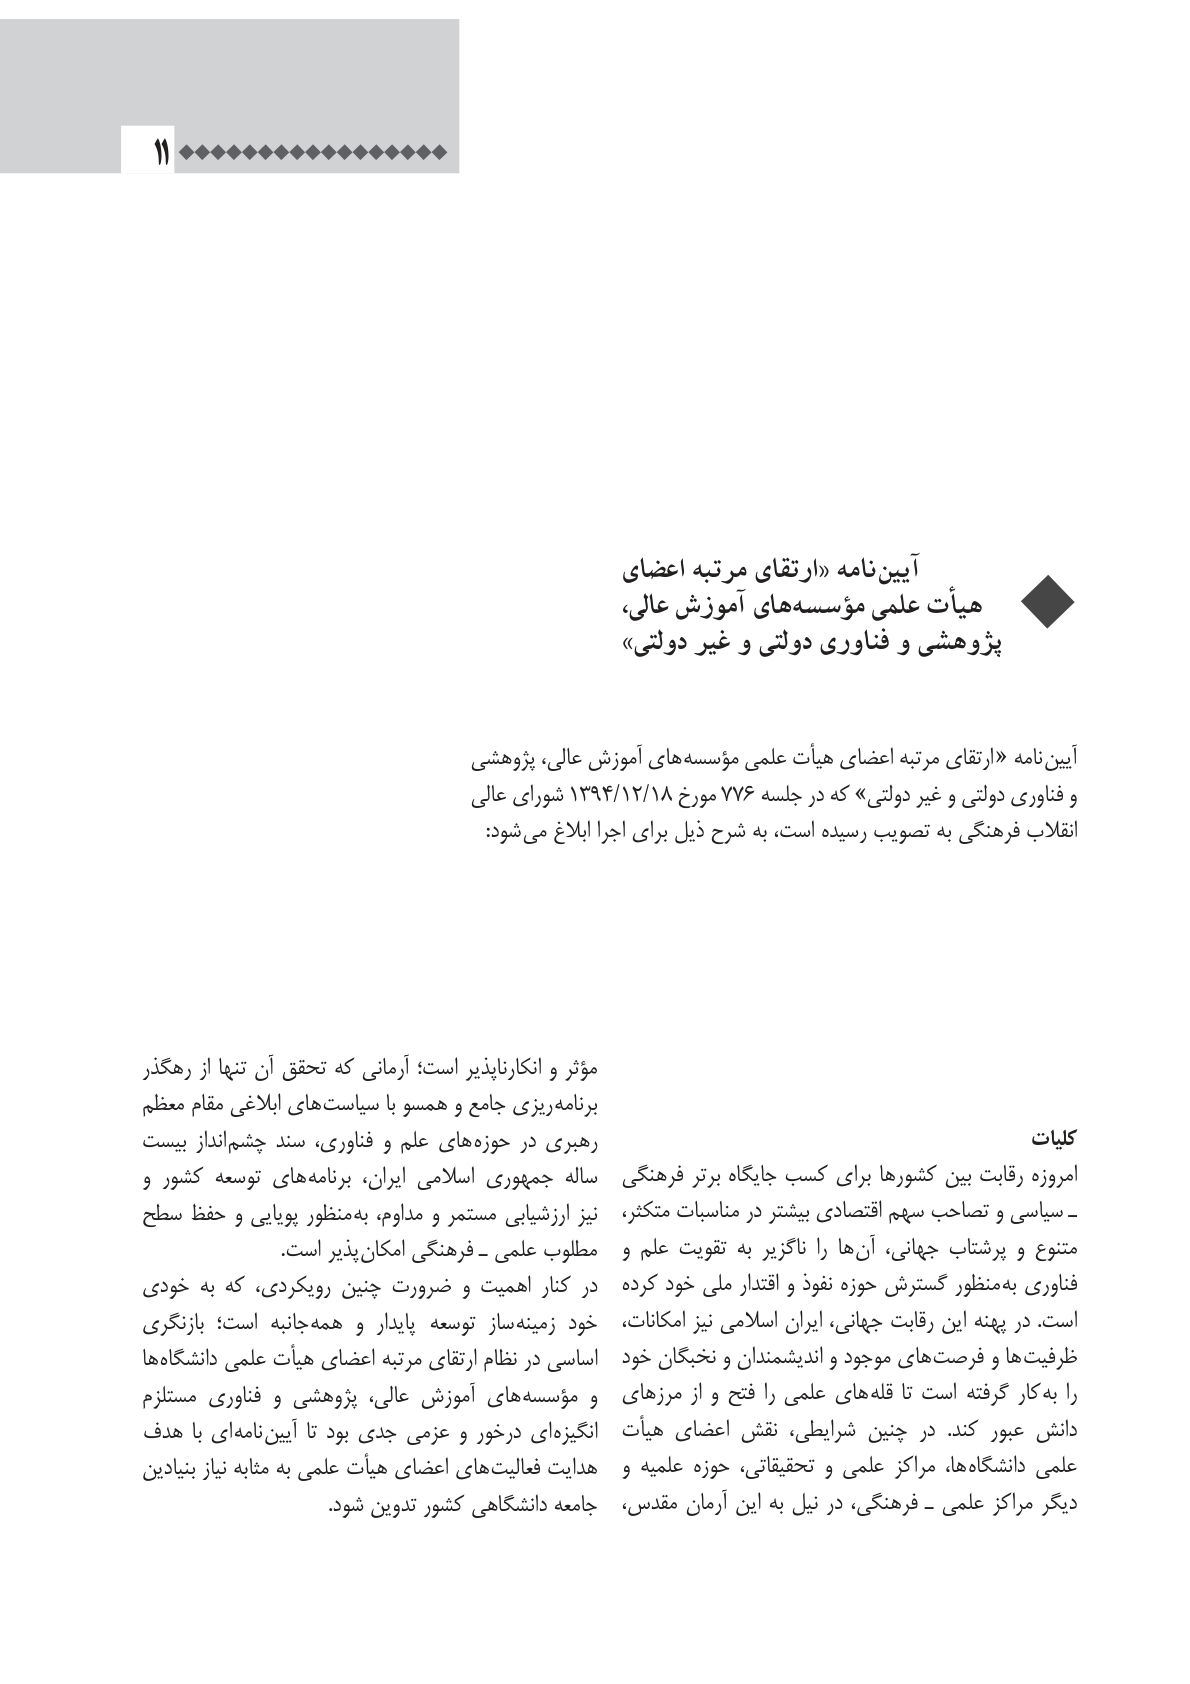 ۱۱
آیین‌نامه «ارتقای مرتبه اعضای
هیأت علمی مؤسسه‌های آموزش عالی،
پژوهشی و فناوری دولتی و غیر دولتی»
آیین‌نامه «ارتقای مرتبه اعضای هیأت علمی مؤسسه‌های آموزش عالی، پژوهشی
و فناوری دولتی و غیر دولتی» که در جلسه ۷۷۶ مورخ ۱۳۹۴/۱۲/۱۸ شورای عالی
انقلاب فرهنگی به تصویب رسیده است، به شرح ذیل برای اجرا ابلاغ می‌شود:
کلیات
امروزه رقابت بین کشورها برای کسب جایگاه برتر فرهنگی
ـ سیاسی و تصاحب سهم اقتصادی بیشتر در مناسبات متکثر،
متنوع و پرشتاب جهانی، آن‌ها را ناگزیر به تقویت علم و
فناوری به‌منظور گسترش حوزه نفوذ و اقتدار ملی خود کرده
است. در پهنه این رقابت جهانی، ایران اسلامی نیز امکانات،
ظرفیت‌ها و فرصت‌های موجود و اندیشمندان و نخبگان خود
را به‌کار گرفته است تا قله‌های علمی را فتح و از مرزهای
دانش عبور کند. در چنین شرایطی، نقش اعضای هیأت
علمی دانشگاه‌ها، مراکز علمی و تحقیقاتی، حوزه علمیه و
دیگر مراکز علمی ـ فرهنگی، در نیل به این آرمان مقدس،
مؤثر و انکارناپذیر است؛ آرمانی که تحقق آن تنها از رهگذر
برنامه‌ریزی جامع و همسو با سیاست‌های ابلاغی مقام معظم
رهبری در حوزه‌های علم و فناوری، سند چشم‌انداز بیست
ساله جمهوری اسلامی ایران، برنامه‌های توسعه کشور و
نیز ارزشیابی مستمر و مداوم، به‌منظور پویایی و حفظ سطح
مطلوب علمی ـ فرهنگی امکان‌پذیر است.
در کنار اهمیت و ضرورت چنین رویکردی، که به خودی
خود زمینه‌ساز توسعه پایدار و همه‌جانبه است؛ بازنگری
اساسی در نظام ارتقای مرتبه اعضای هیأت علمی دانشگاه‌ها
و مؤسسه‌های آموزش عالی، پژوهشی و فناوری مستلزم
انگیزه‌ای درخور و عزمی جدی بود تا آیین‌نامه‌ای با هدف
هدایت فعالیت‌های اعضای هیأت علمی به مثابه نیاز بنیادین
جامعه دانشگاهی کشور تدوین شود.